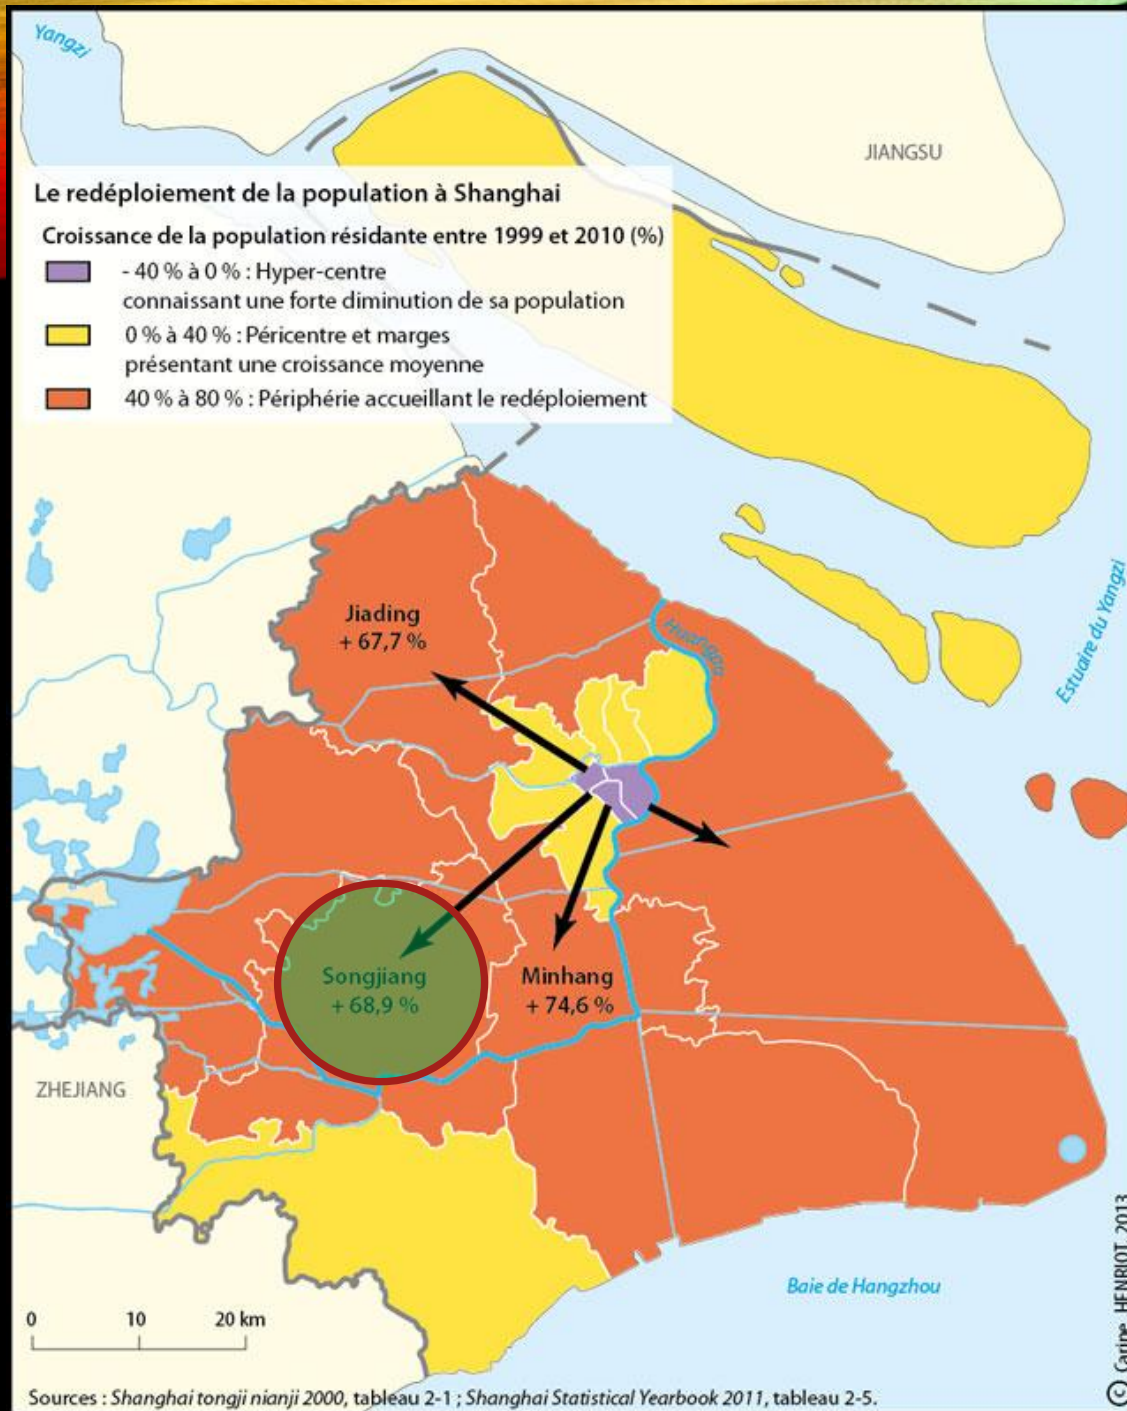 Yangzi
JIANGSU
Le redéploiement de la population à Shanghai
Croissance de la population résidante entre 1999 et 2010 (%)
- 40 % à 0 % : Hyper-centre
connaissant une forte diminution de sa population
0 % à 40 % : Péricentre et marges
présentant une croissance moyenne
40 % à 80 % : Périphérie accueillant le redéploiement
Jiading
+ 67,7 %
Huangpu
Estuaire du Yangzi
Songjiang
+ 68,9 %
Minhang
+ 74,6 %
ZHEJIANG
Baie de Hangzhou
0 10 20 km
Sources : Shanghai tongji nianji 2000, tableau 2-1 ; Shanghai Statistical Yearbook 2011, tableau 2-5.
© Carine HENRIOT 2013